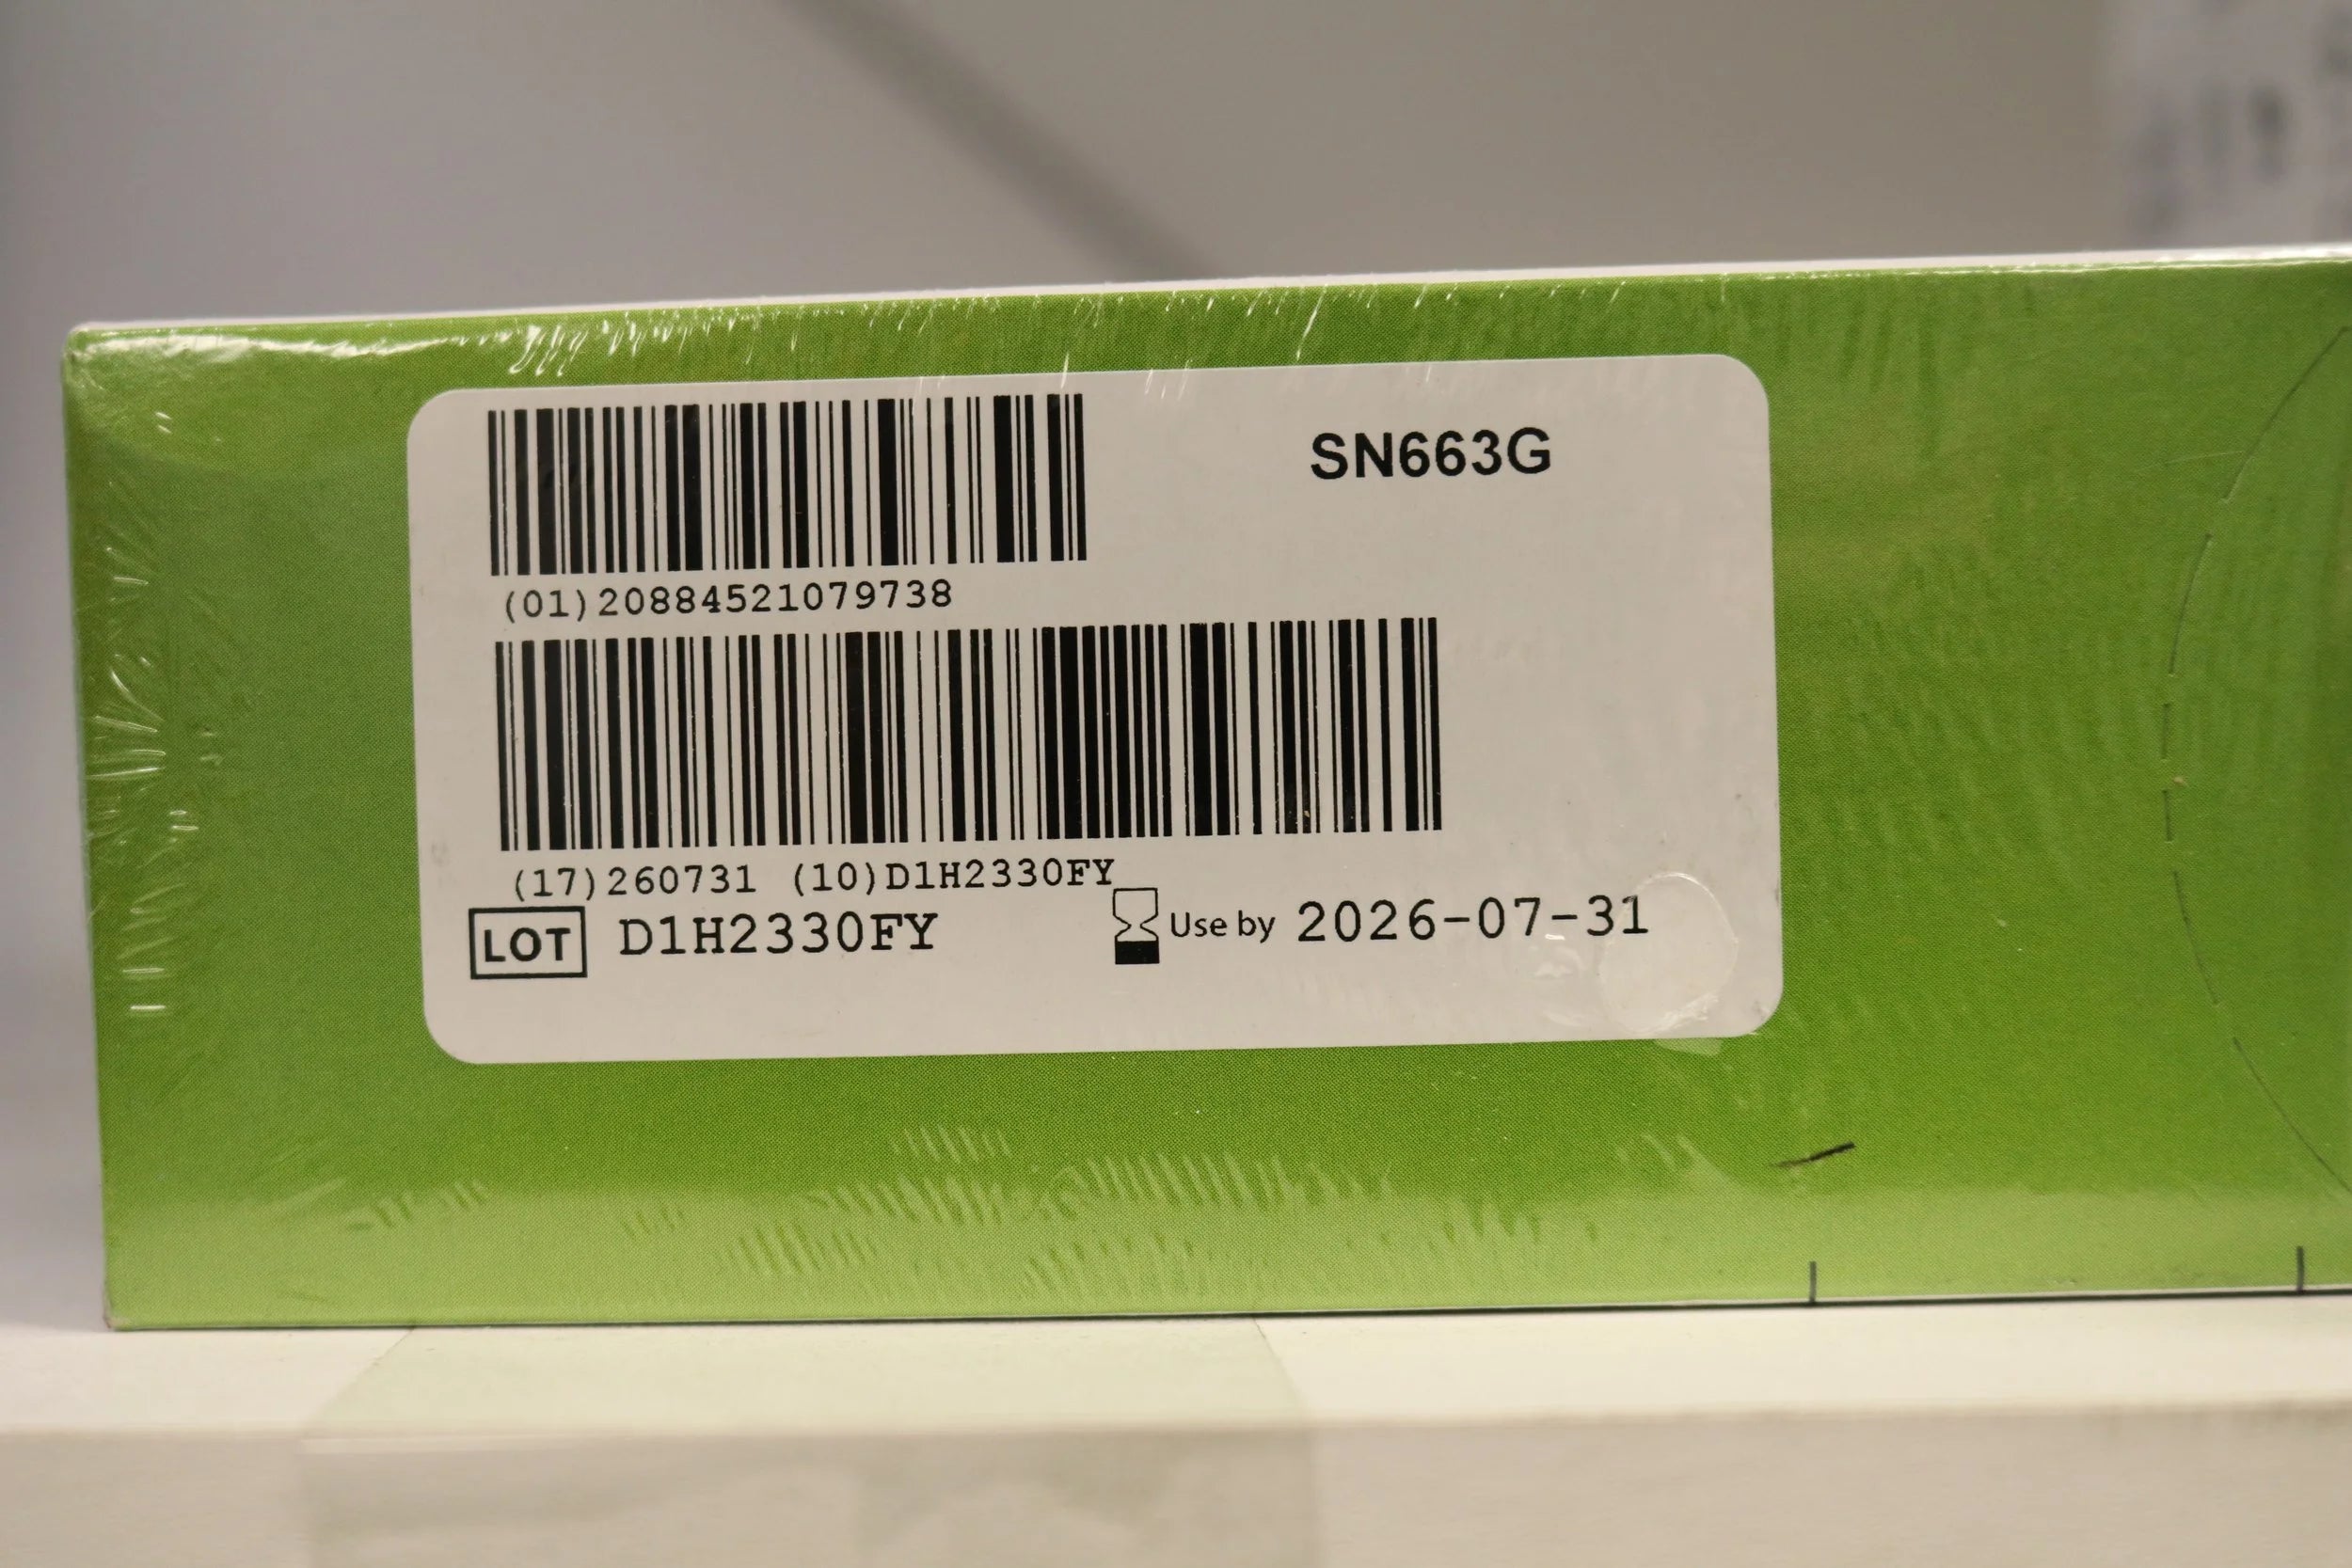 SN663G
(01)20884521079738
(17)260731 (10)D1H2330FY
LOT D1H2330FY
Use by 2026-07-31